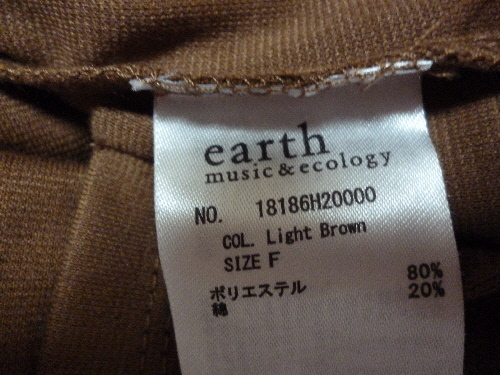 earth
music & ecology
NO. 18186H20000
COL. Light Brown
SIZE F
ポリエステル 80%
綿 20%